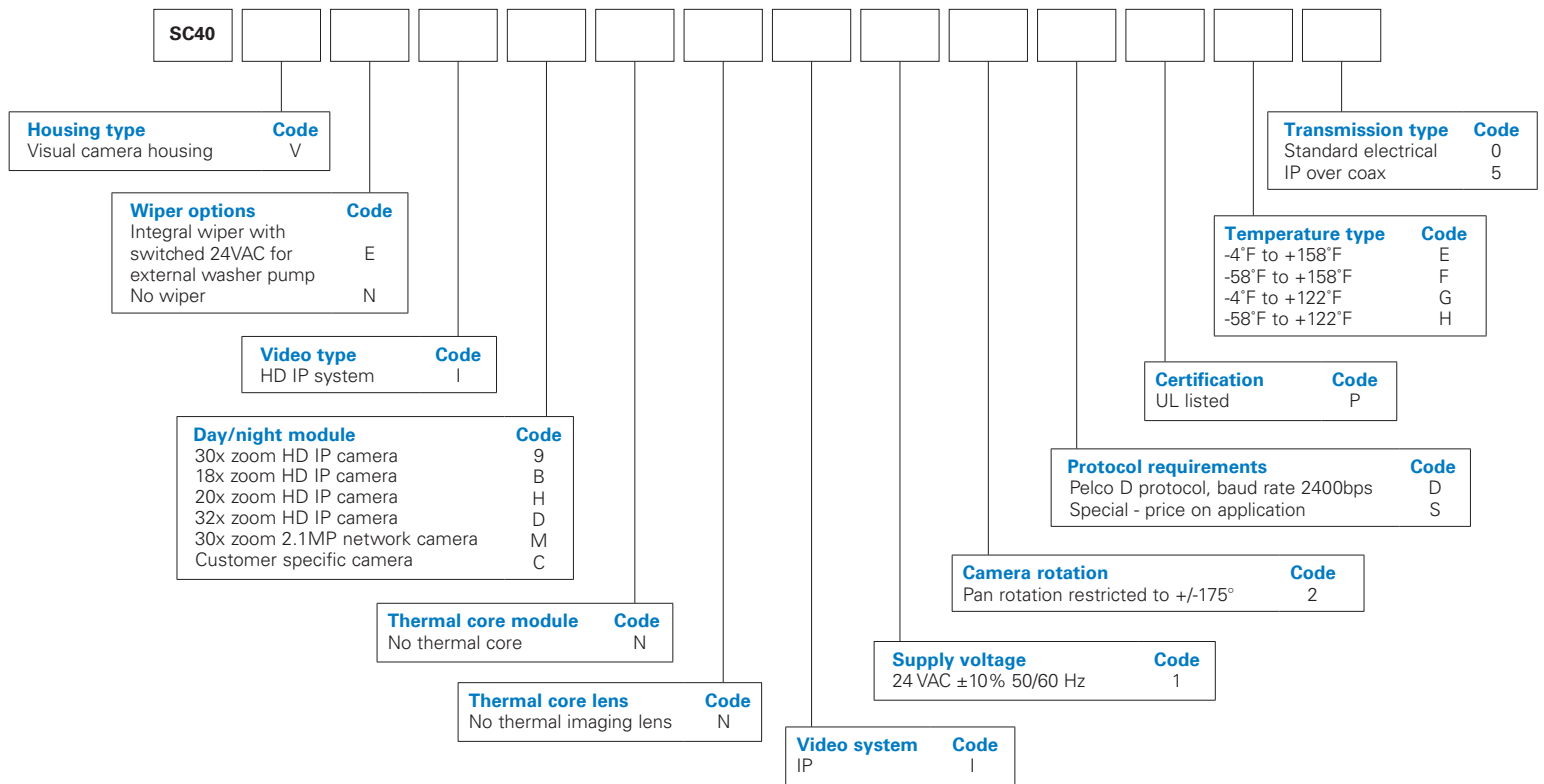 SC40
Housing type Code
Visual camera housing V
Wiper options Code
Integral wiper with
switched 24VAC for E
external washer pump
No wiper N
Video type Code
HD IP system I
Day/night module Code
30x zoom HD IP camera 9
18x zoom HD IP camera B
20x zoom HD IP camera H
32x zoom HD IP camera D
30x zoom 2.1MP network camera M
Customer specific camera C
Thermal core module Code
No thermal core N
Thermal core lens Code
No thermal imaging lens N
Video system Code
IP I
Supply voltage Code
24 VAC ±10% 50/60 Hz 1
Camera rotation Code
Pan rotation restricted to +/-175° 2
Protocol requirements Code
Pelco D protocol, baud rate 2400bps D
Special - price on application S
Certification Code
UL listed P
Temperature type Code
-4˚F to +158˚F E
-58˚F to +158˚F F
-4˚F to +122˚F G
-58˚F to +122˚F H
Transmission type Code
Standard electrical 0
IP over coax 5